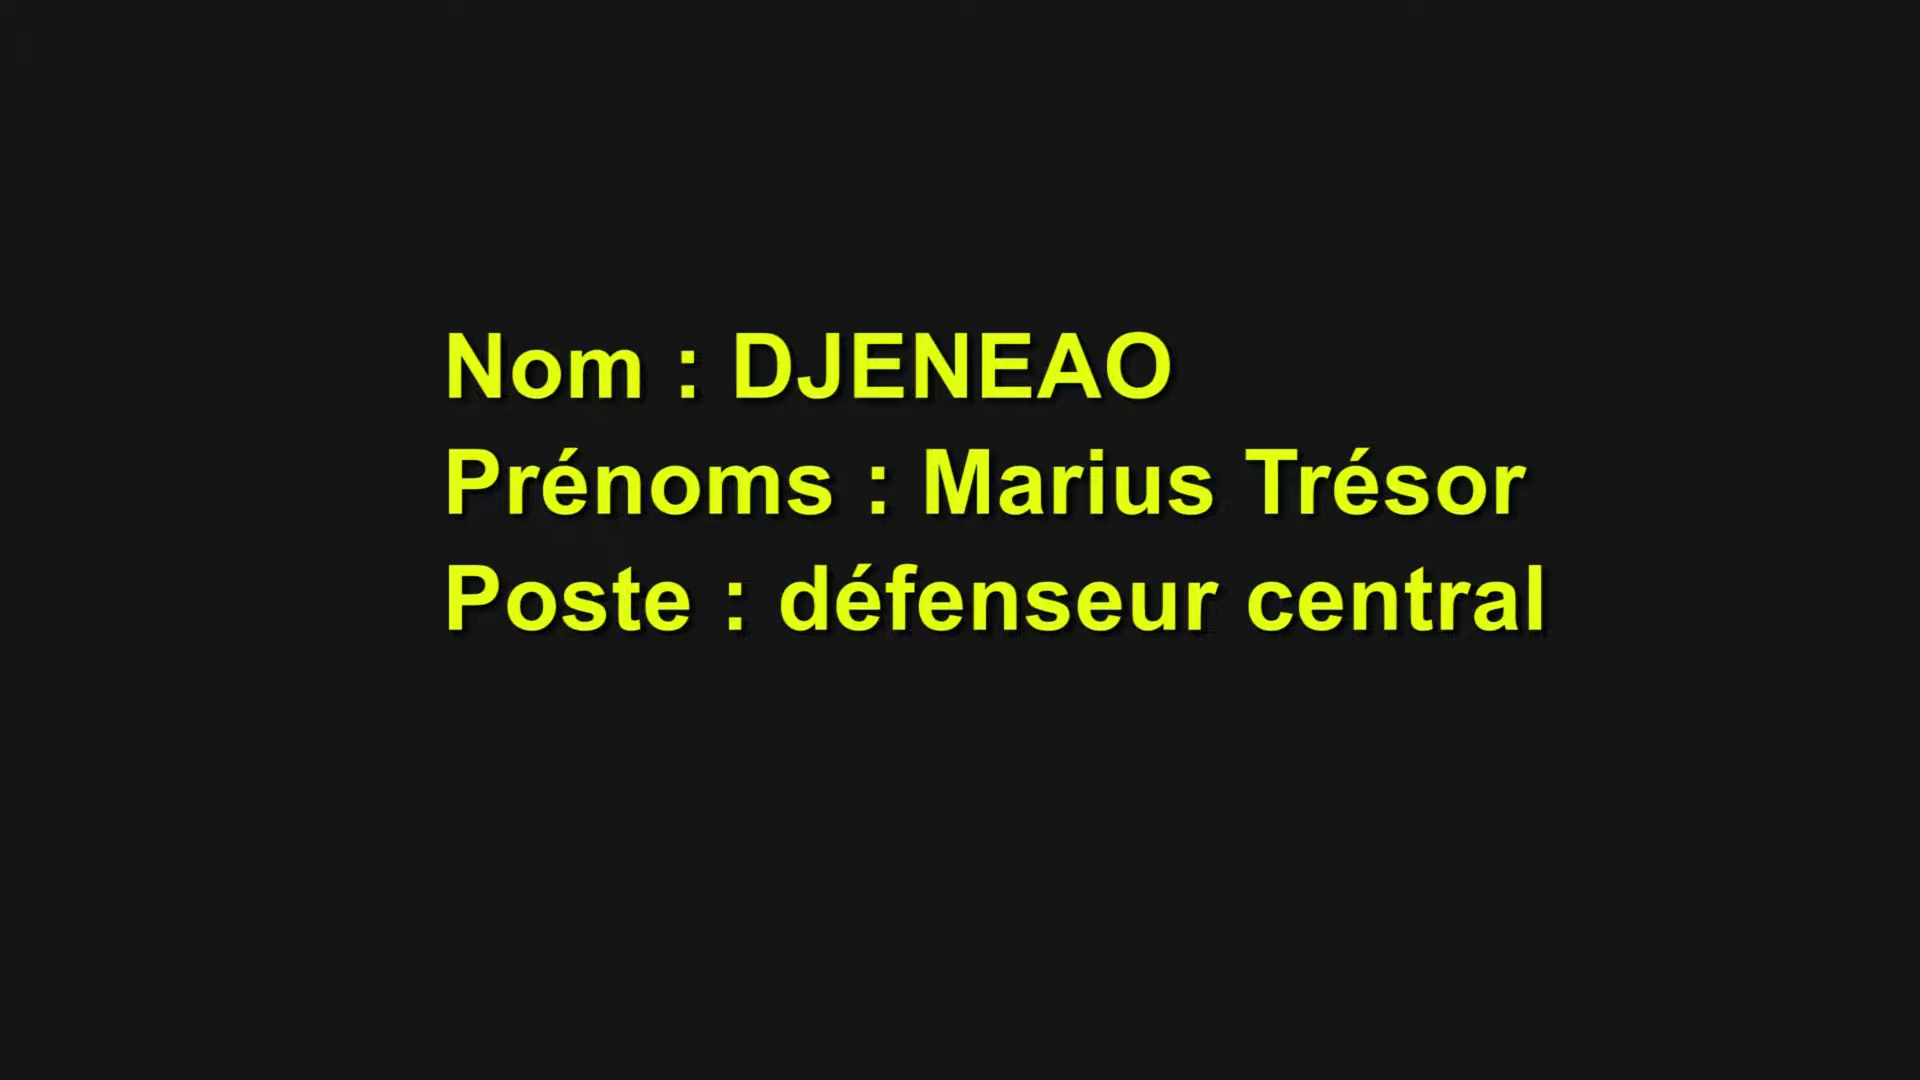 Nom : DJENEAO
Prénoms : Marius Trésor
Poste : défenseur central